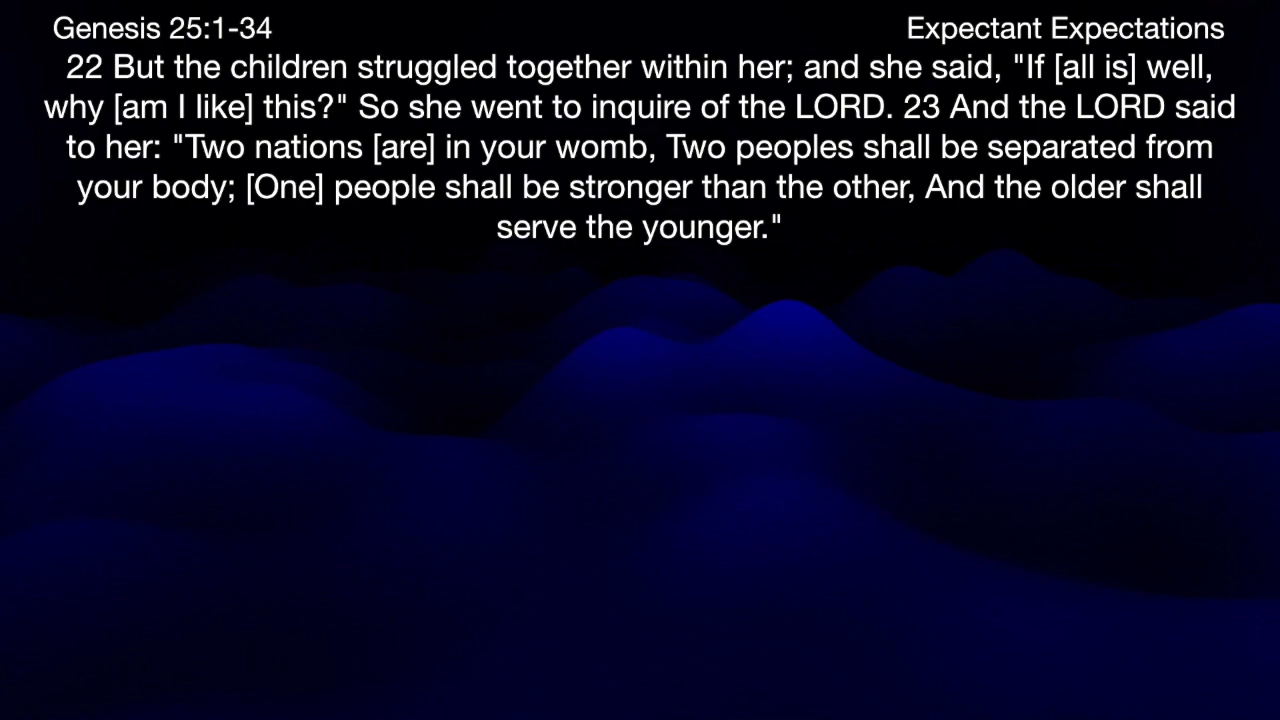 Genesis 25:1-34 Expectant Expectations
22 But the children struggled together within her; and she said, "If [all is] well,
why [am I like] this?" So she went to inquire of the LORD. 23 And the LORD said
to her: "Two nations [are] in your womb, Two peoples shall be separated from
your body; [One] people shall be stronger than the other, And the older shall
serve the younger."